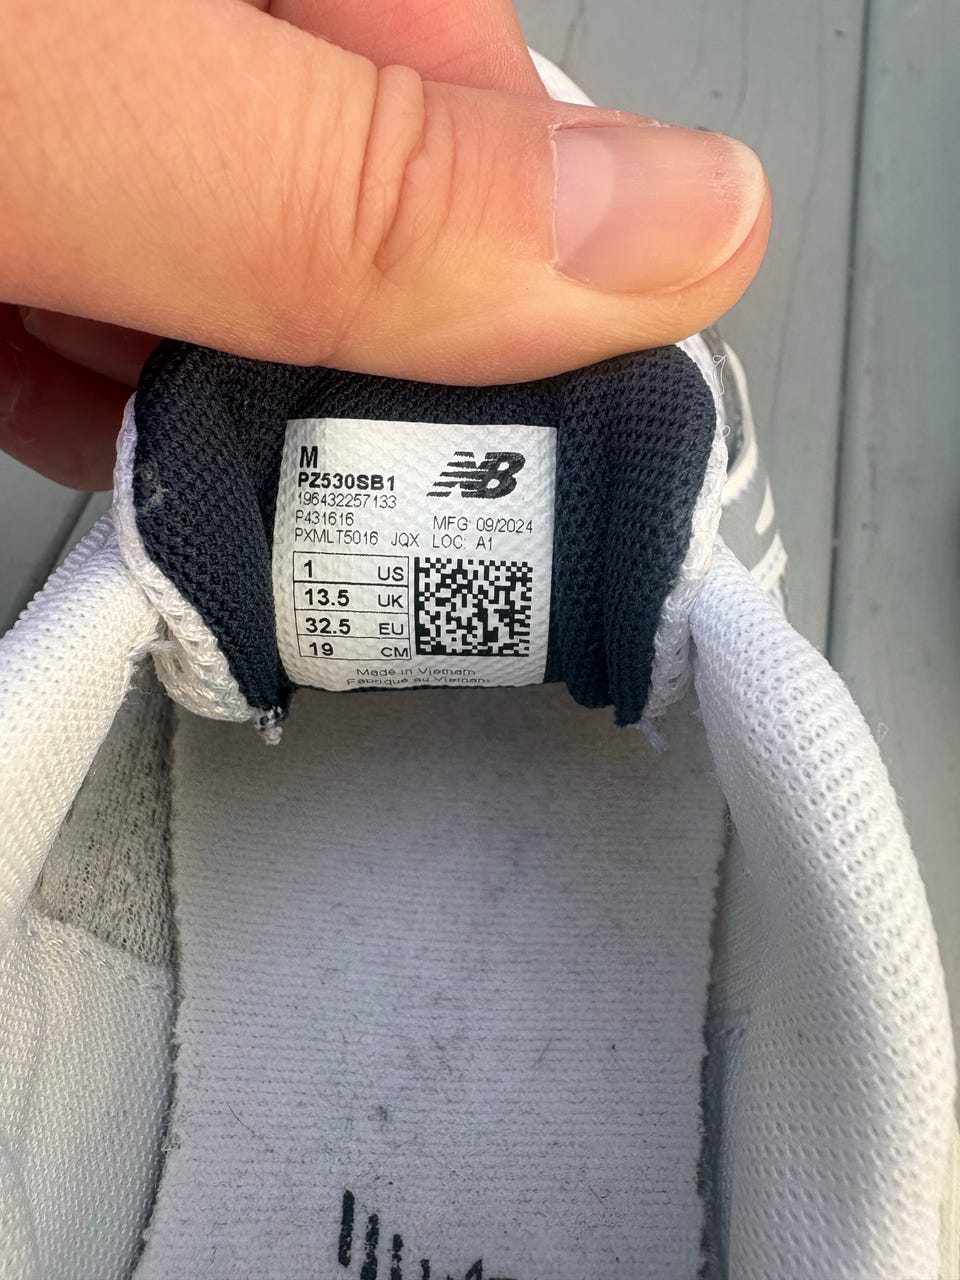 M
PZ530SB1
NB
196432257133
P431616 MFG: 09/2024
PXMLT5016 JQX LOC: A1
1 US
13.5 UK
32.5 EU
19 CM
Made in Vietnam
Fabriqué au Vietnam